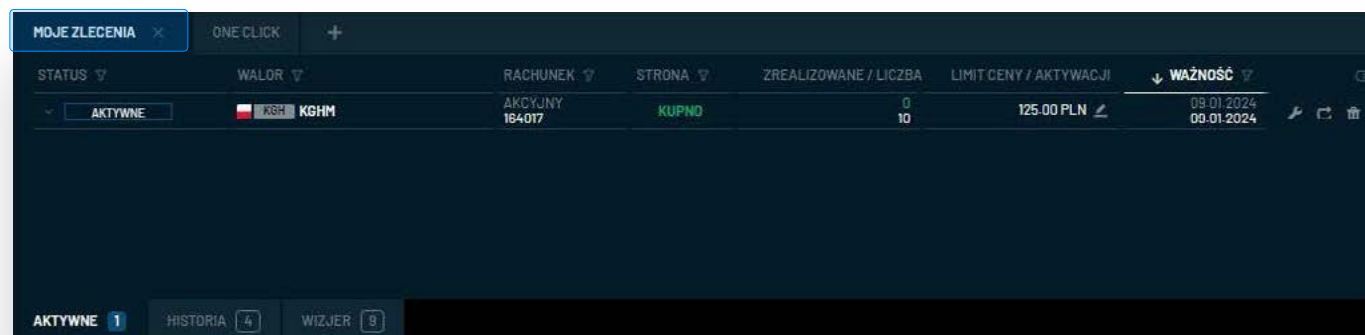 MOJE ZLECENIA ONE CLICK
STATUS WALOR RACHUNEK STRONA ZREALIZOWANE / LICZBA LIMIT CENY / AKTYWACJI WAŻNOŚĆ
AKTYWNE KGH KGHM AKCYJNY 164017 KUPNO 0 10 125.00 PLN 09.01.2024 09.01.2024
AKTYWNE 1 HISTORIA 4 WIZJER 9